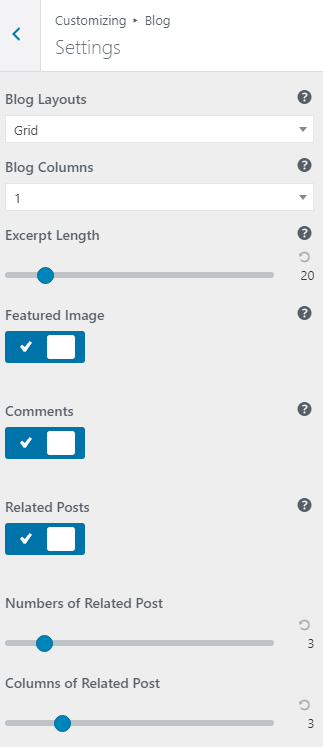 Customizing ▸ Blog
Settings
Blog Layouts
Grid
Blog Columns
1
Excerpt Length
20
Featured Image
Comments
Related Posts
Numbers of Related Post
3
Columns of Related Post
3